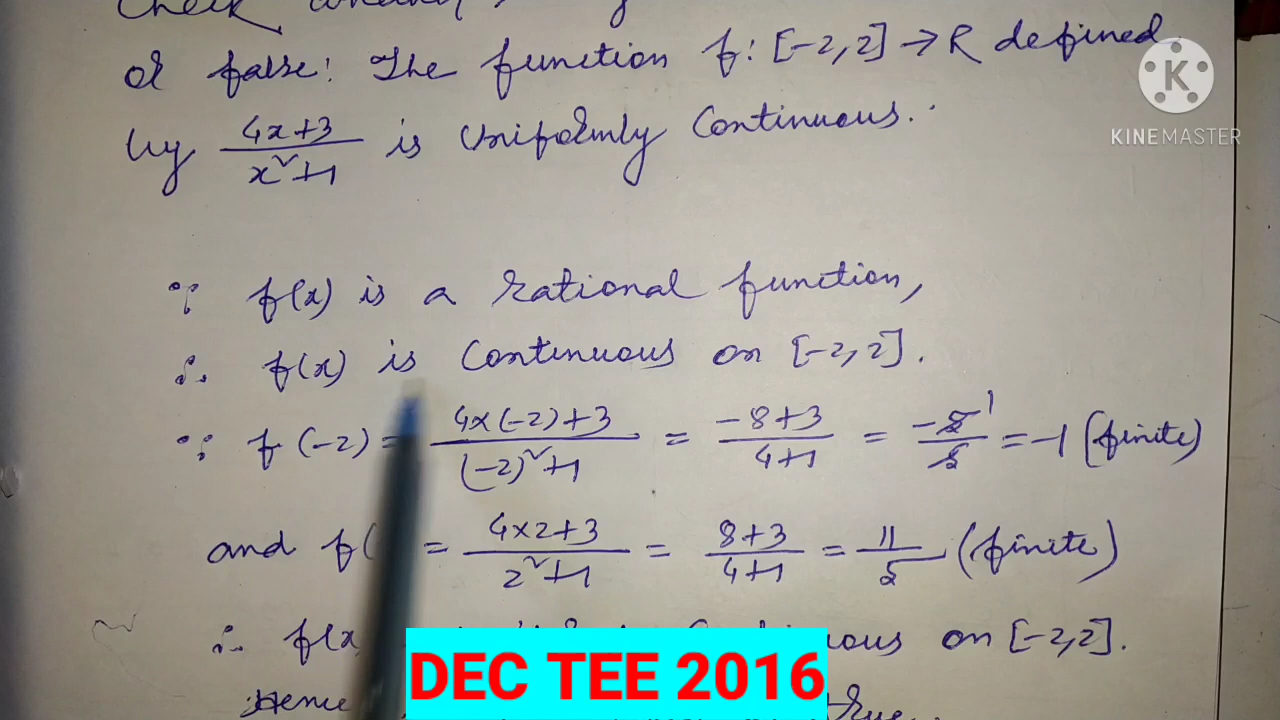 Check
or false: The function f: [-2, 2] → R defined
by (4x+3)/(x²+1) is Uniformly Continuous.
K
KINEMASTER
∵ f(x) is a rational function,
∴ f(x) is Continuous on [-2, 2].
∵ f(-2) = (4×(-2)+3)/((-2)²+1) = (-8+3)/(4+1) = -5/5 = -1 (finite)
and f( = (4×2+3)/(2²+1) = (8+3)/(4+1) = 11/5 (finite)
∴ f(x on [-2, 2].
DEC TEE 2016
Hence true.